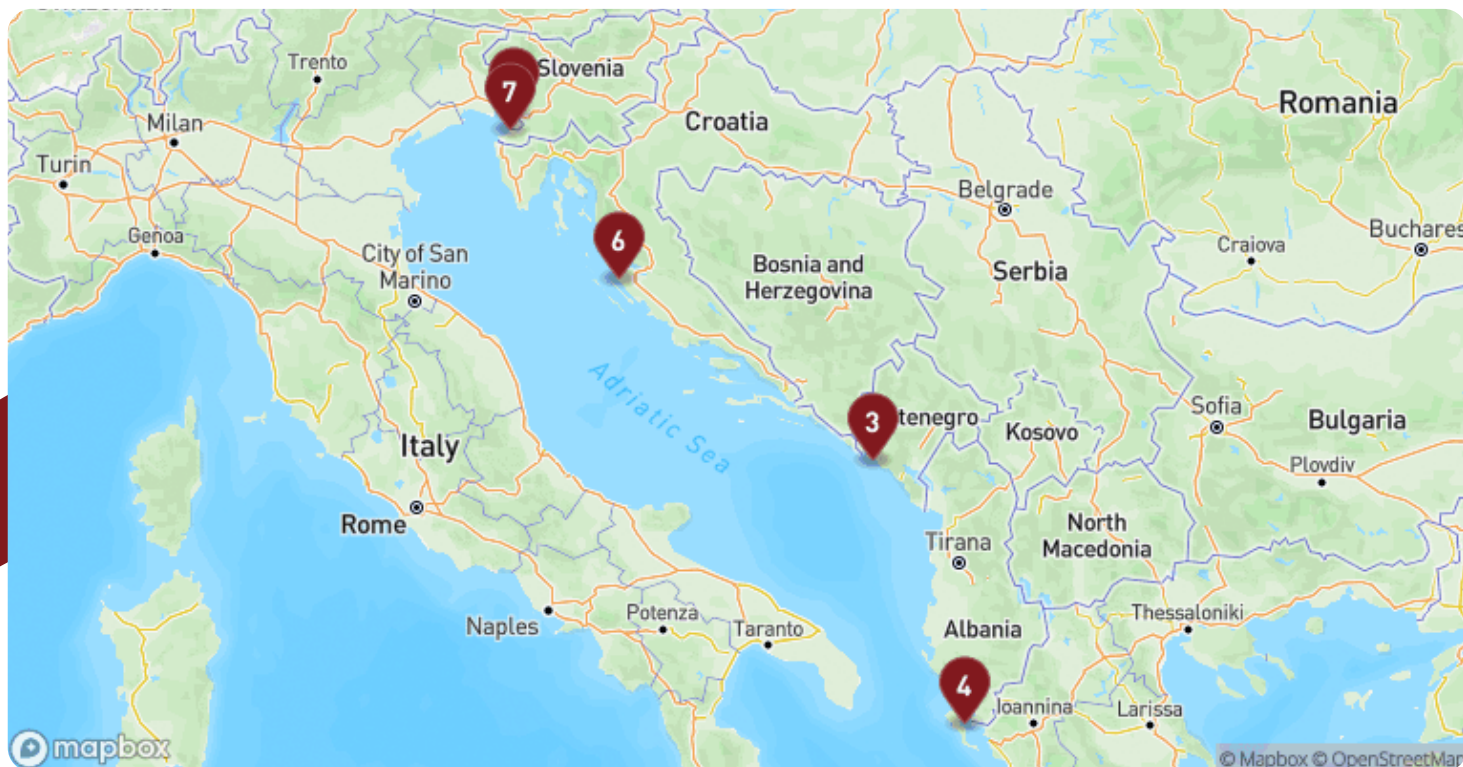 Trento
Slovenia
7
Romania
Croatia
Milan
Turin
Belgrade
Genoa
6
Buchares
Craiova
City of San
Marino
Bosnia and
Herzegovina
Serbia
Adriatic Sea
3
tenegro
Sofia
Kosovo
Bulgaria
Italy
Plovdiv
Rome
North
Macedonia
Tirana
Naples
Potenza
Taranto
Thessaloniki
Albania
4
Ioannina
Larissa
mapbox
© Mapbox © OpenStreetMap